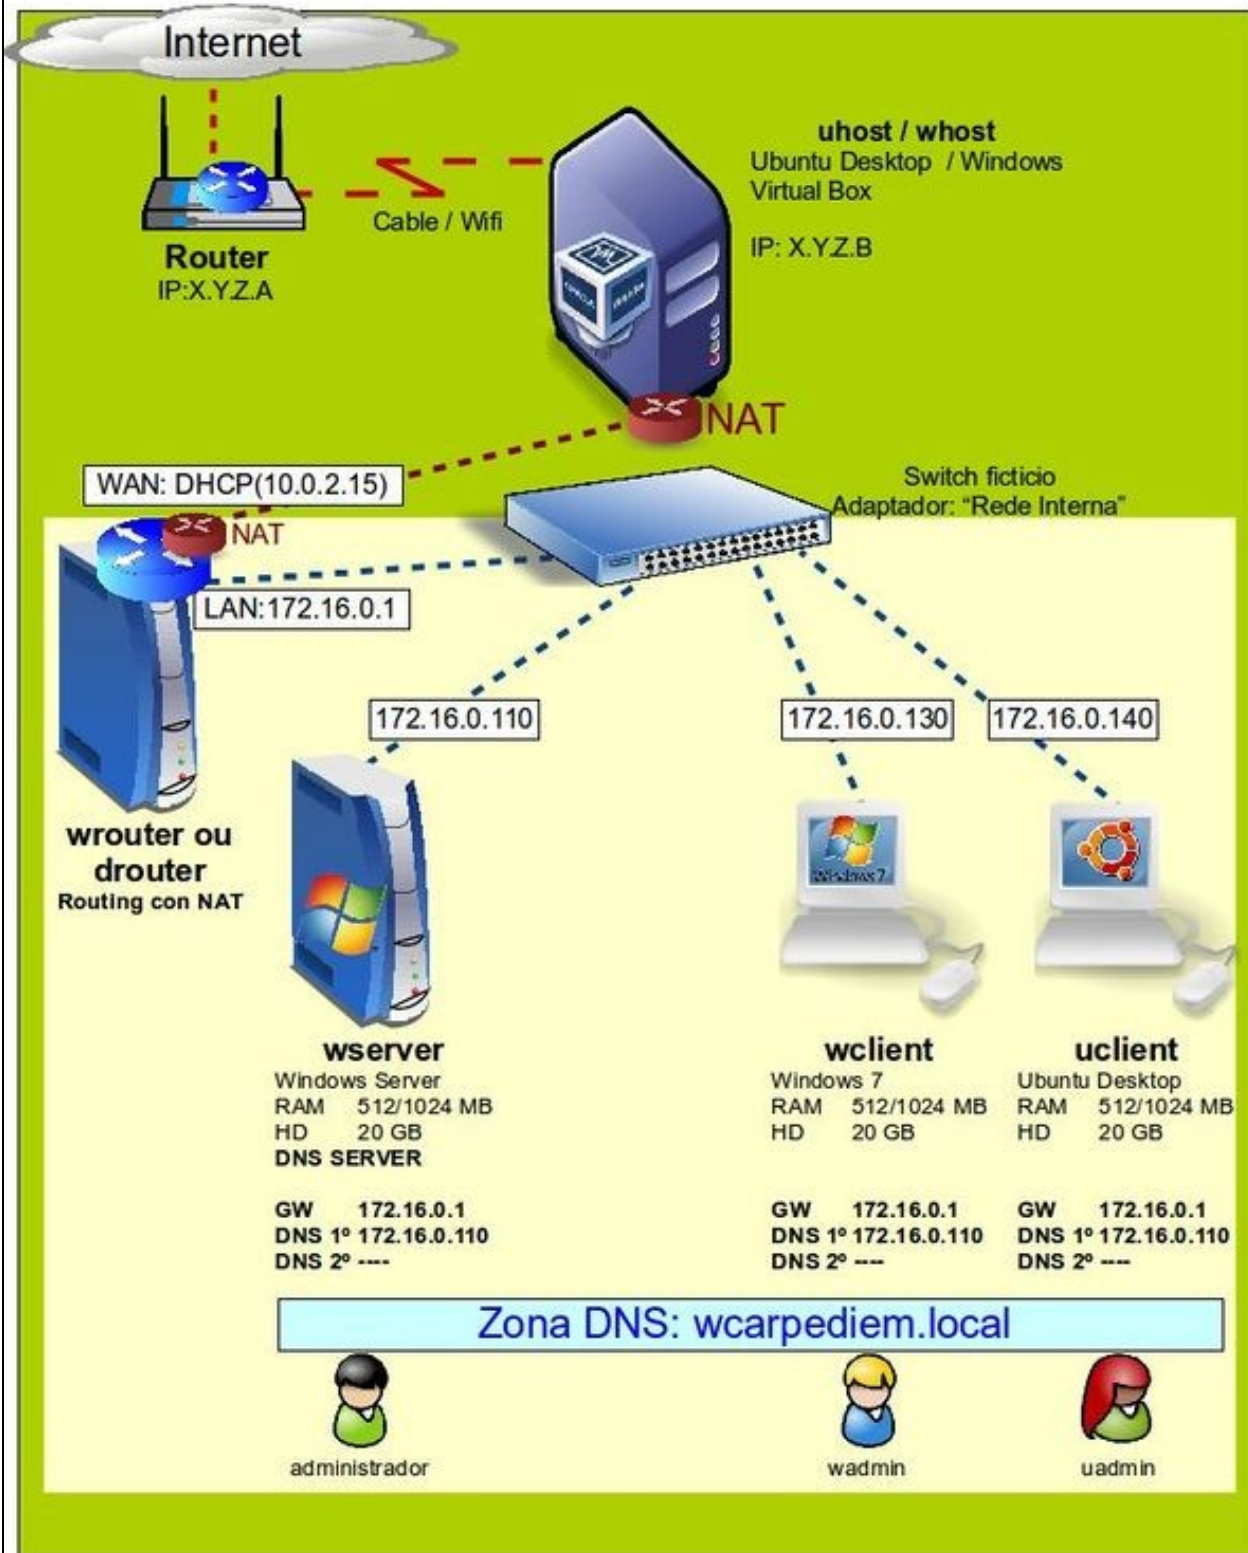 Internet
uhost / whost
Ubuntu Desktop / Windows
Virtual Box
IP: X.Y.Z.B
Cable / Wifi
Router
IP:X.Y.Z.A
NAT
WAN: DHCP(10.0.2.15)
Switch ficticio
Adaptador: “Rede Interna”
NAT
LAN:172.16.0.1
172.16.0.110
172.16.0.130
172.16.0.140
wrouter ou
drouter
Routing con NAT
Windows 7
wserver
Windows Server
RAM 512/1024 MB
HD 20 GB
DNS SERVER
GW 172.16.0.1
DNS 1º 172.16.0.110
DNS 2º ----
wclient
Windows 7
RAM 512/1024 MB
HD 20 GB
GW 172.16.0.1
DNS 1º 172.16.0.110
DNS 2º ----
uclient
Ubuntu Desktop
RAM 512/1024 MB
HD 20 GB
GW 172.16.0.1
DNS 1º 172.16.0.110
DNS 2º ----
Zona DNS: wcarpediem.local
administrador
wadmin
uadmin